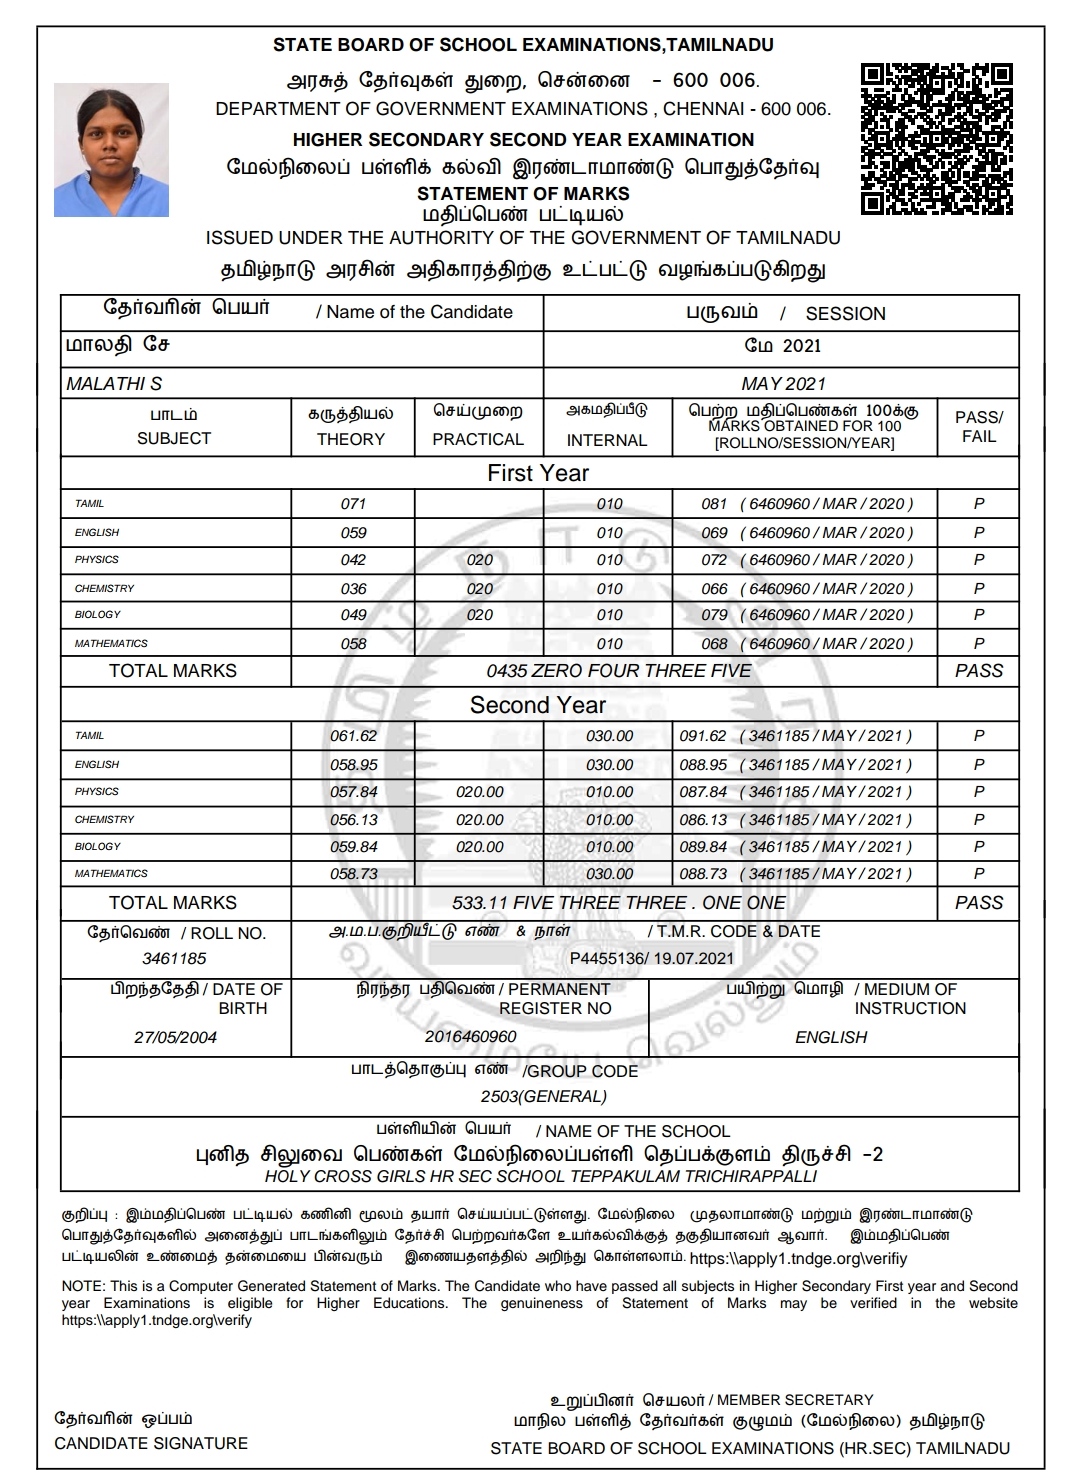 STATE BOARD OF SCHOOL EXAMINATIONS,TAMILNADU
அரசுத் தேர்வுகள் துறை, சென்னை - 600 006.
DEPARTMENT OF GOVERNMENT EXAMINATIONS , CHENNAI - 600 006.
HIGHER SECONDARY SECOND YEAR EXAMINATION
மேல்நிலைப் பள்ளிக் கல்வி இரண்டாமாண்டு பொதுத்தேர்வு
STATEMENT OF MARKS
மதிப்பெண் பட்டியல்
ISSUED UNDER THE AUTHORITY OF THE GOVERNMENT OF TAMILNADU
தமிழ்நாடு அரசின் அதிகாரத்திற்கு உட்பட்டு வழங்கப்படுகிறது
தேர்வரின் பெயர் / Name of the Candidate பருவம் / SESSION
மாலதி சே மே 2021
MALATHI S MAY 2021
பாடம் கருத்தியல் செய்முறை அகமதிப்பீடு பெற்ற மதிப்பெண்கள் 100க்கு PASS/
SUBJECT THEORY PRACTICAL INTERNAL MARKS OBTAINED FOR 100 FAIL
[ROLLNO/SESSION/YEAR]
First Year
TAMIL 071 010 081 ( 6460960 / MAR / 2020 ) P
ENGLISH 059 010 069 ( 6460960 / MAR / 2020 ) P
PHYSICS 042 020 010 072 ( 6460960 / MAR / 2020 ) P
CHEMISTRY 036 020 010 066 ( 6460960 / MAR / 2020 ) P
BIOLOGY 049 020 010 079 ( 6460960 / MAR / 2020 ) P
MATHEMATICS 058 010 068 ( 6460960 / MAR / 2020 ) P
TOTAL MARKS 0435 ZERO FOUR THREE FIVE PASS
Second Year
TAMIL 061.62 030.00 091.62 ( 3461185 / MAY / 2021 ) P
ENGLISH 058.95 030.00 088.95 ( 3461185 / MAY / 2021 ) P
PHYSICS 057.84 020.00 010.00 087.84 ( 3461185 / MAY / 2021 ) P
CHEMISTRY 056.13 020.00 010.00 086.13 ( 3461185 / MAY / 2021 ) P
BIOLOGY 059.84 020.00 010.00 089.84 ( 3461185 / MAY / 2021 ) P
MATHEMATICS 058.73 030.00 088.73 ( 3461185 / MAY / 2021 ) P
TOTAL MARKS 533.11 FIVE THREE THREE . ONE ONE PASS
தேர்வெண் / ROLL NO. அ.ம.ப.குறியீட்டு எண் & நாள் / T.M.R. CODE & DATE
3461185 P4455136/ 19.07.2021
பிறந்ததேதி / DATE OF BIRTH நிரந்தர பதிவெண் / PERMANENT REGISTER NO பயிற்று மொழி / MEDIUM OF INSTRUCTION
27/05/2004 2016460960 ENGLISH
பாடத்தொகுப்பு எண் /GROUP CODE
2503(GENERAL)
பள்ளியின் பெயர் / NAME OF THE SCHOOL
புனித சிலுவை பெண்கள் மேல்நிலைப்பள்ளி தெப்பக்குளம் திருச்சி -2
HOLY CROSS GIRLS HR SEC SCHOOL TEPPAKULAM TRICHIRAPPALLI
குறிப்பு : இம்மதிப்பெண் பட்டியல் கணினி மூலம் தயார் செய்யப்பட்டுள்ளது. மேல்நிலை முதலாமாண்டு மற்றும் இரண்டாமாண்டு
பொதுத்தேர்வுகளில் அனைத்துப் பாடங்களிலும் தேர்ச்சி பெற்றவர்களே உயர்கல்விக்குத் தகுதியானவர் ஆவார். இம்மதிப்பெண்
பட்டியலின் உண்மைத் தன்மையை பின்வரும் இணையதளத்தில் அறிந்து கொள்ளலாம். https:\\apply1.tndge.org\verifiy
NOTE: This is a Computer Generated Statement of Marks. The Candidate who have passed all subjects in Higher Secondary First year and Second
year Examinations is eligible for Higher Educations. The genuineness of Statement of Marks may be verified in the website
https:\\apply1.tndge.org\verify
உறுப்பினர் செயலர் / MEMBER SECRETARY
தேர்வரின் ஒப்பம் மாநில பள்ளித் தேர்வர்கள் குழுமம் (மேல்நிலை) தமிழ்நாடு
CANDIDATE SIGNATURE STATE BOARD OF SCHOOL EXAMINATIONS (HR.SEC) TAMILNADU
வாய்மையே வெல்லும்